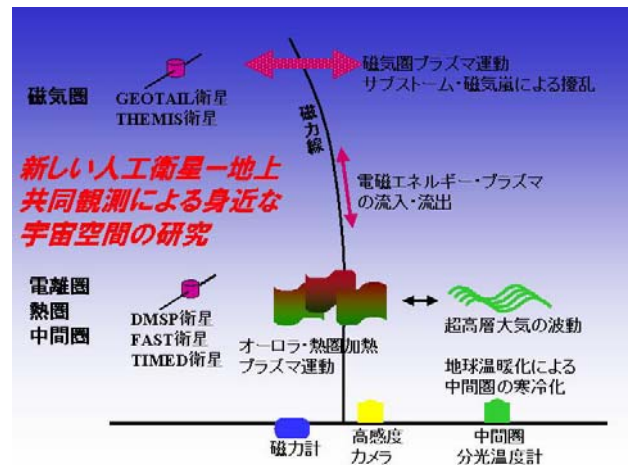 磁気圏
GEOTAIL衛星
THEMIS衛星
磁気圏プラズマ運動
サブストーム・磁気嵐による擾乱
磁力線
新しい人工衛星ー地上
共同観測による身近な
宇宙空間の研究
電磁エネルギー・プラズマ
の流入・流出
電離圏
熱圏
中間圏
DMSP衛星
FAST衛星
TIMED衛星
オーロラ・熱圏加熱
プラズマ運動
超高層大気の波動
地球温暖化による
中間圏の寒冷化
磁力計
高感度
カメラ
中間圏
分光温度計